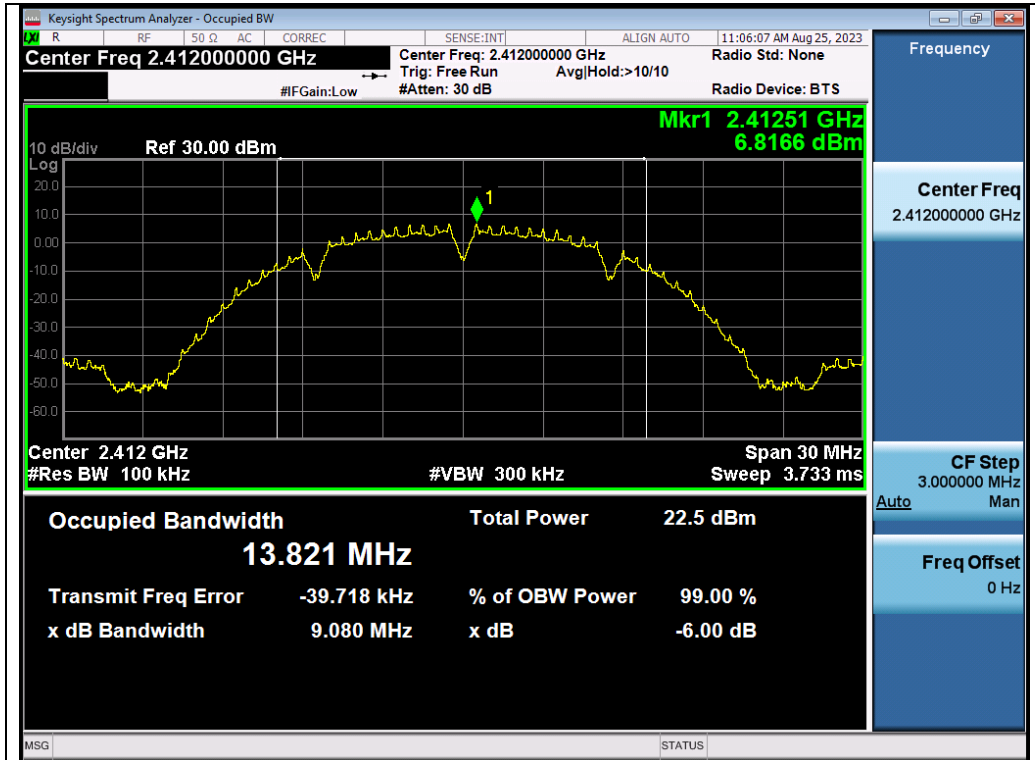 Keysight Spectrum Analyzer - Occupied BW
LXI R RF 50 Ω AC CORREC SENSE:INT ALIGN AUTO 11:06:07 AM Aug 25, 2023
Center Freq 2.412000000 GHz
Center Freq: 2.412000000 GHz Radio Std: None
Trig: Free Run Avg|Hold:>10/10
#IFGain:Low #Atten: 30 dB Radio Device: BTS
Frequency
Mkr1 2.41251 GHz
6.8166 dBm
10 dB/div Ref 30.00 dBm
Log
20.0
10.0
0.00
-10.0
-20.0
-30.0
-40.0
-50.0
-60.0
1
Center 2.412 GHz Span 30 MHz
#Res BW 100 kHz #VBW 300 kHz Sweep 3.733 ms
Center Freq
2.412000000 GHz
CF Step
3.000000 MHz
Auto Man
Freq Offset
0 Hz
Occupied Bandwidth Total Power 22.5 dBm
13.821 MHz
Transmit Freq Error -39.718 kHz % of OBW Power 99.00 %
x dB Bandwidth 9.080 MHz x dB -6.00 dB
MSG STATUS